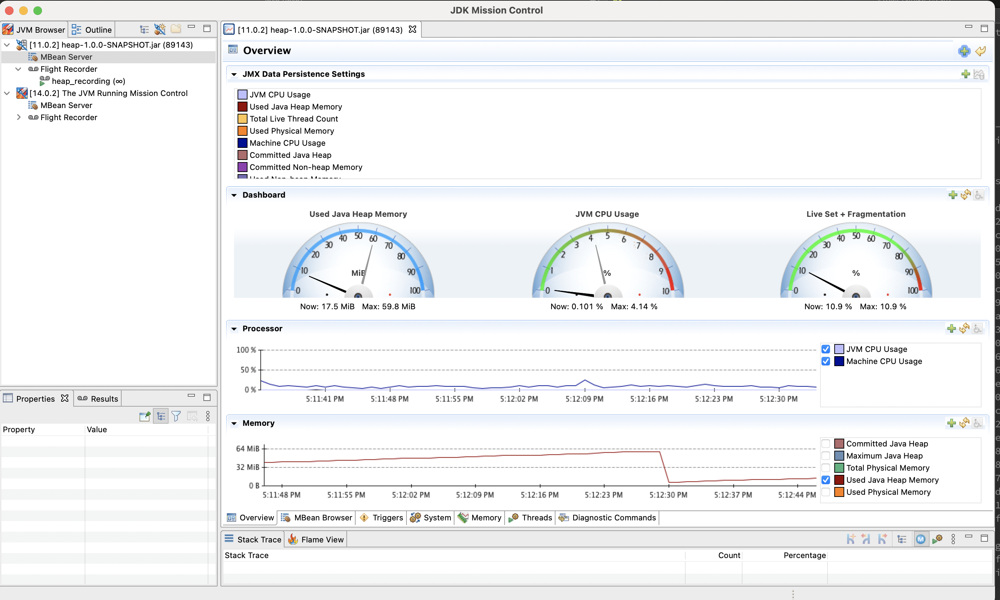 JDK Mission Control
JVM Browser
Outline
[11.0.2] heap-1.0.0-SNAPSHOT.jar (89143)
MBean Server
Flight Recorder
heap_recording (∞)
[14.0.2] The JVM Running Mission Control
MBean Server
Flight Recorder
Properties
Results
Property Value
[11.0.2] heap-1.0.0-SNAPSHOT.jar (89143)
Overview
JMX Data Persistence Settings
JVM CPU Usage
Used Java Heap Memory
Total Live Thread Count
Used Physical Memory
Machine CPU Usage
Committed Java Heap
Committed Non-heap Memory
Used Non-heap Memory
Dashboard
Used Java Heap Memory
0 10 20 30 40 50 60 70 80 90 100
MiB
Now: 17.5 MiB Max: 59.8 MiB
JVM CPU Usage
0 1 2 3 4 5 6 7 8 9 10
%
Now: 0.101 % Max: 4.14 %
Live Set + Fragmentation
0 10 20 30 40 50 60 70 80 90 100
%
Now: 10.9 % Max: 10.9 %
Processor
100 %
50 %
0 %
5:11:41 PM 5:11:48 PM 5:11:55 PM 5:12:02 PM 5:12:09 PM 5:12:16 PM 5:12:23 PM 5:12:30 PM
JVM CPU Usage
Machine CPU Usage
Memory
64 MiB
32 MiB
0 B
5:11:48 PM 5:11:55 PM 5:12:02 PM 5:12:09 PM 5:12:16 PM 5:12:23 PM 5:12:30 PM 5:12:37 PM 5:12:44 PM
Committed Java Heap
Maximum Java Heap
Total Physical Memory
Used Java Heap Memory
Used Physical Memory
Overview MBean Browser Triggers System Memory Threads Diagnostic Commands
Stack Trace Flame View
Stack Trace Count Percentage